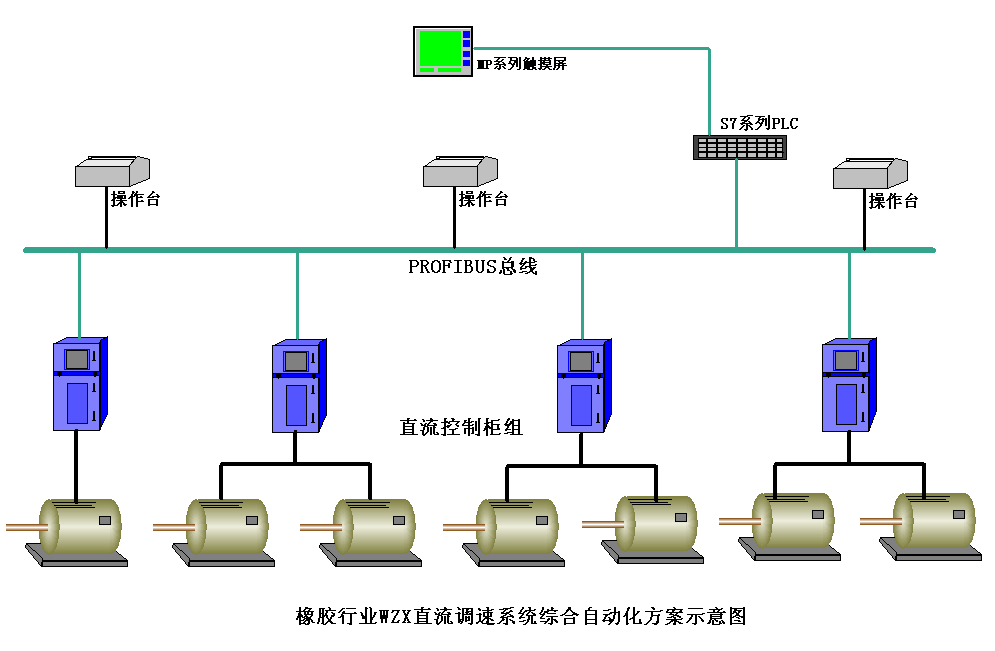 MP系列触摸屏
S7系列PLC
操作台
操作台
操作台
PROFIBUS总线
直流控制柜组
橡胶行业WZX直流调速系统综合自动化方案示意图